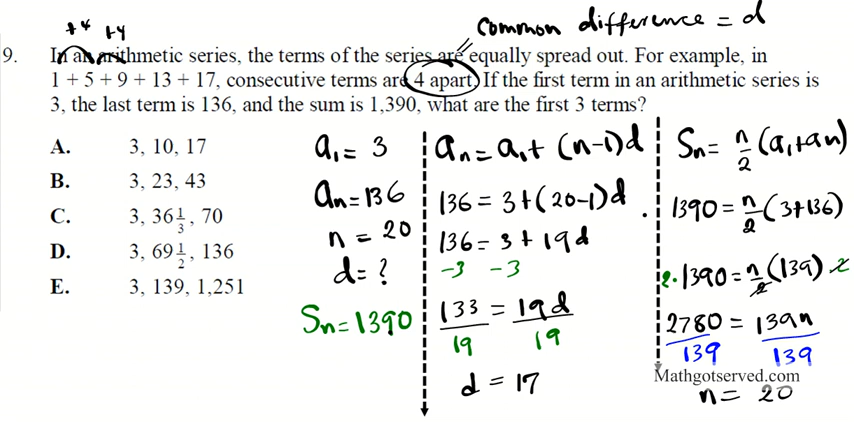 +4 +4
common difference = d
9. In an arithmetic series, the terms of the series are equally spread out. For example, in
1 + 5 + 9 + 13 + 17, consecutive terms are 4 apart. If the first term in an arithmetic series is
3, the last term is 136, and the sum is 1,390, what are the first 3 terms?
A. 3, 10, 17
B. 3, 23, 43
C. 3, 36 1/3, 70
D. 3, 69 1/2, 136
E. 3, 139, 1,251
a₁ = 3
aₙ = 136
n = 20
d = ?
Sₙ = 1390
aₙ = a₁ + (n-1)d
136 = 3 + (20-1)d
136 = 3 + 19d
-3 -3
133 = 19d
19 19
d = 17
Sₙ = n/2 (a₁ + aₙ)
1390 = n/2 (3 + 136)
2·1390 = n/2 (139) 2
2780 = 139n
139 139
Mathgotserved.com
n = 20